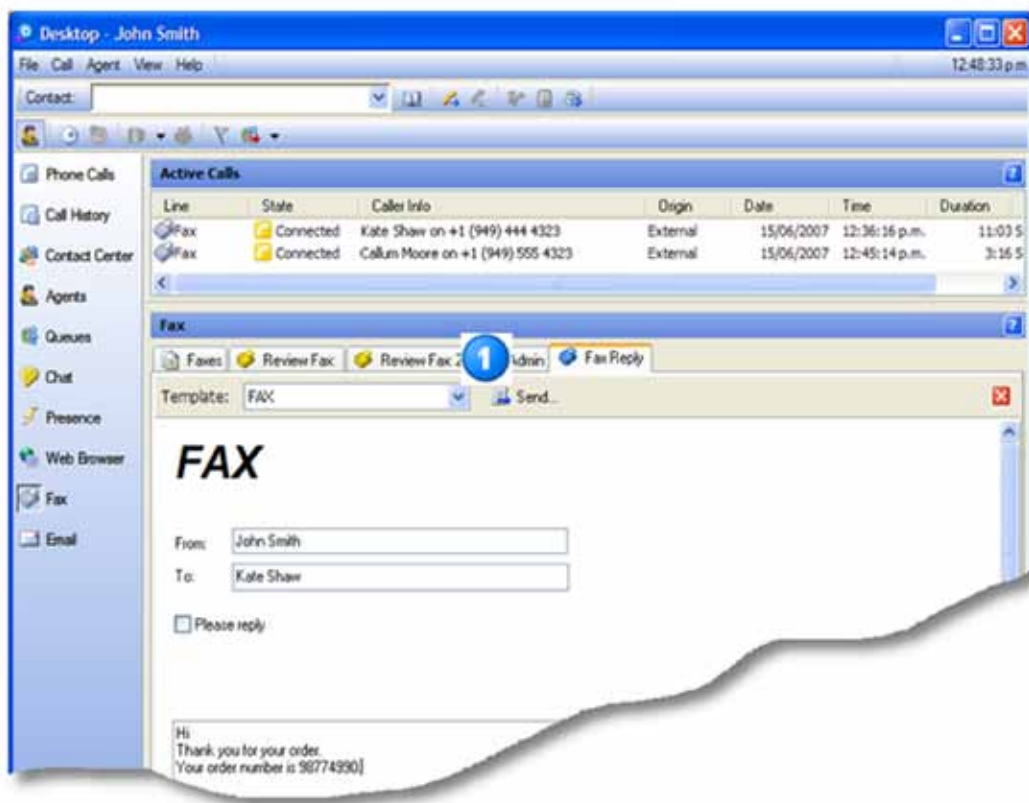 Desktop - John Smith
File Call Agent View Help 12:48:33 p.m
Contact:
Phone Calls
Call History
Contact Center
Agents
Queues
Chat
Presence
Web Browser
Fax
Email
Active Calls
Line State Caller Info Origin Date Time Duration
Fax Connected Kate Shaw on +1 (949) 444 4323 External 15/06/2007 12:36:16 p.m. 11:03 S
Fax Connected Callum Moore on +1 (949) 555 4323 External 15/06/2007 12:45:14 p.m. 3:16 S
Fax
Faxes Review Fax Review Fax 2 1 Admin Fax Reply
Template: FAX Send...
FAX
From: John Smith
To: Kate Shaw
Please reply
Hi
Thank you for your order.
Your order number is 98774990.